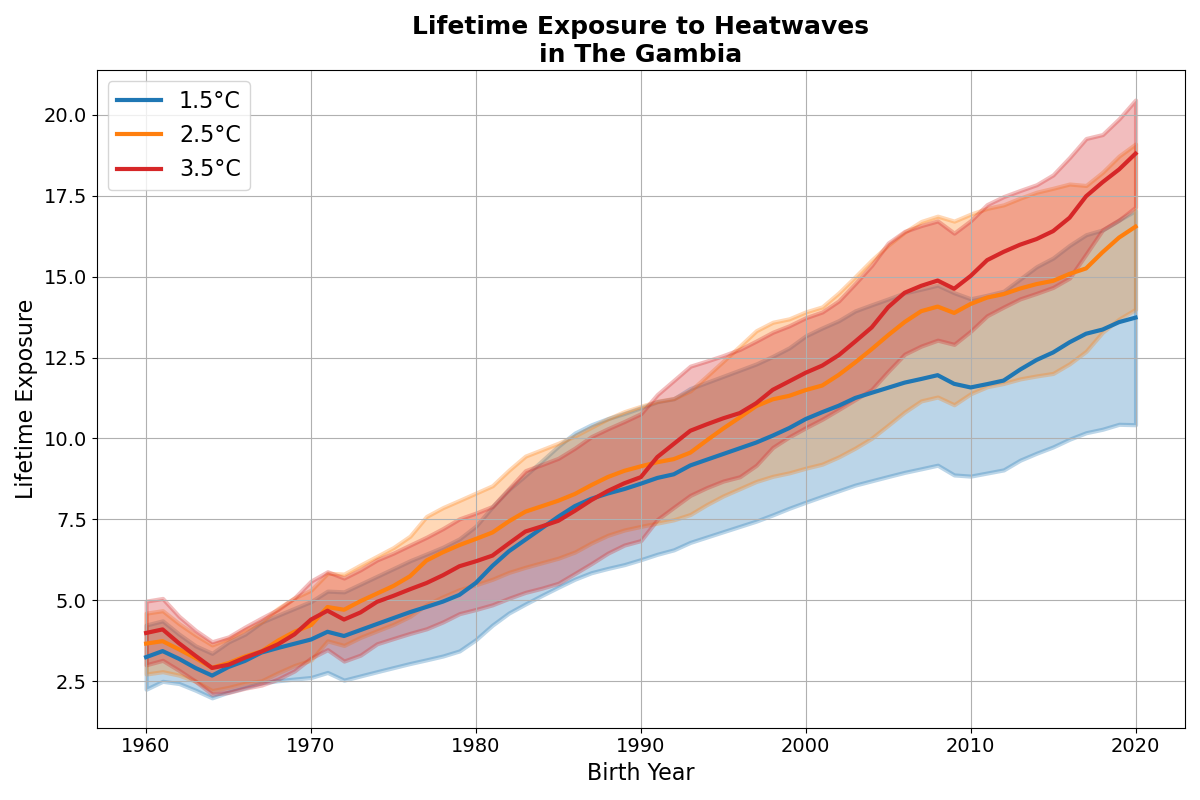 Lifetime Exposure to Heatwaves
in The Gambia
1.5°C
2.5°C
3.5°C
Lifetime Exposure
20.0
17.5
15.0
12.5
10.0
7.5
5.0
2.5
1960 1970 1980 1990 2000 2010 2020
Birth Year